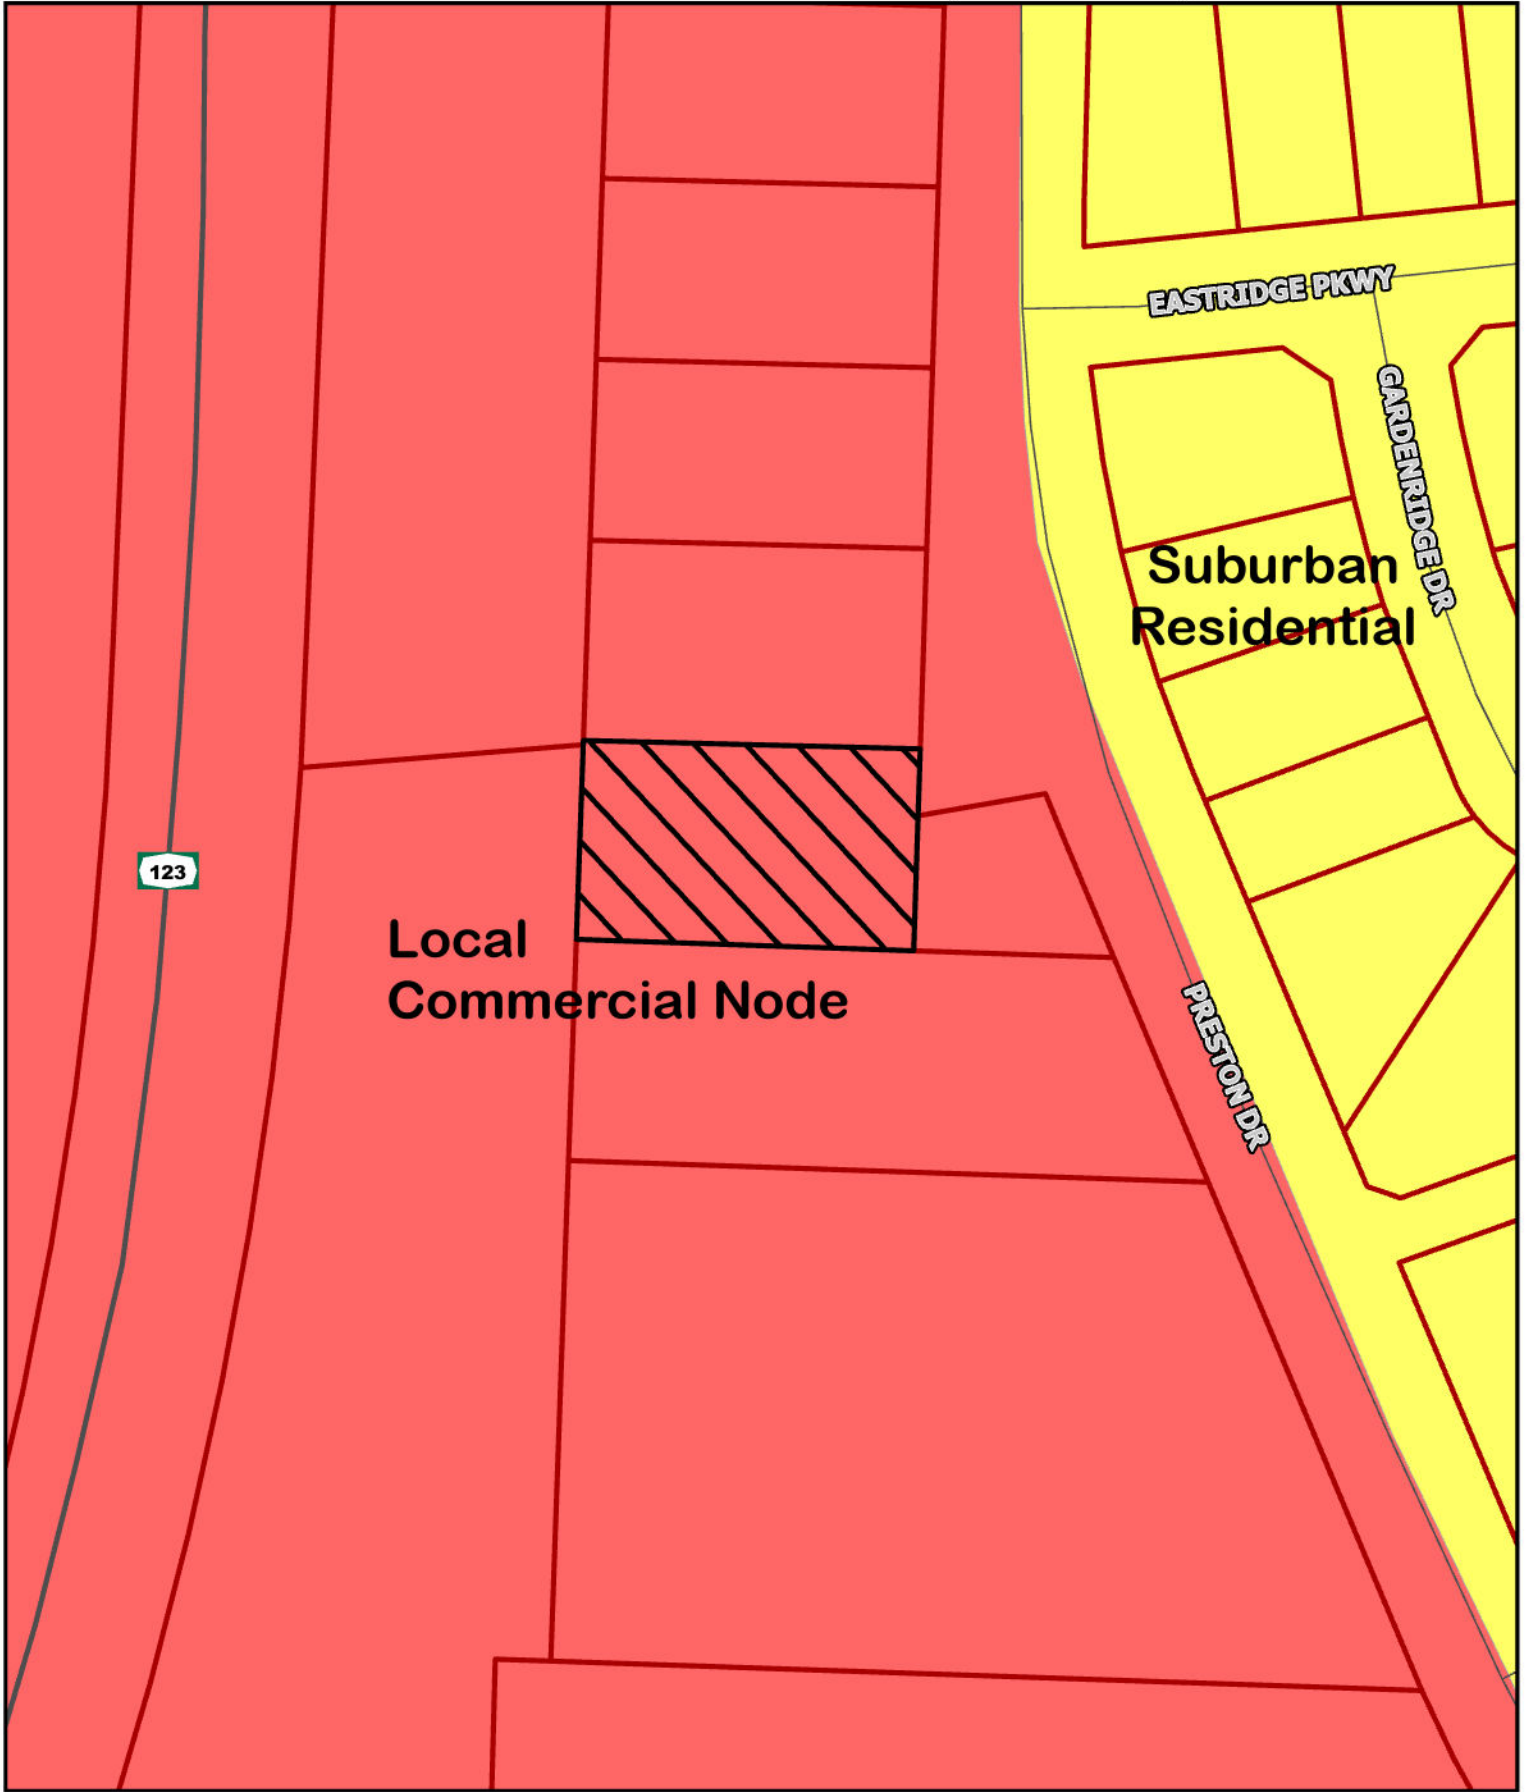 EASTRIDGE PKWY
GARDENRIDGE DR
Suburban
Residential
123
Local
Commercial Node
PRESTON DR